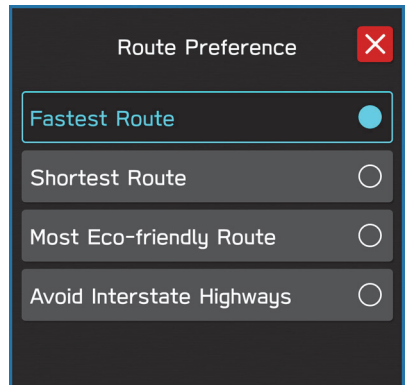 Route Preference
Fastest Route
Shortest Route
Most Eco-friendly Route
Avoid Interstate Highways